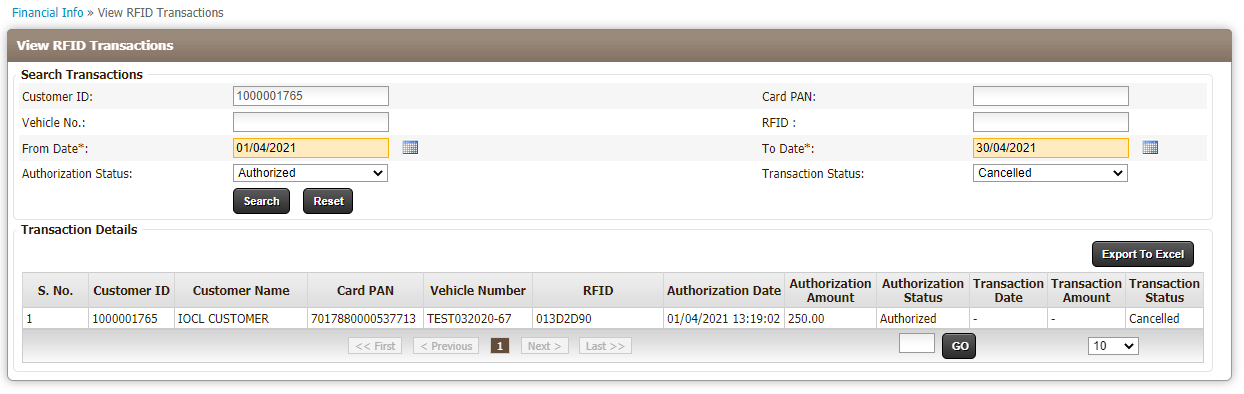 Financial Info » View RFID Transactions
View RFID Transactions
Search Transactions
Customer ID: 1000001765 Card PAN:
Vehicle No.: RFID :
From Date*: 01/04/2021 To Date*: 30/04/2021
Authorization Status: Authorized Transaction Status: Cancelled
Search Reset
Transaction Details
Export To Excel
S. No. Customer ID Customer Name Card PAN Vehicle Number RFID Authorization Date Authorization Amount Authorization Status Transaction Date Transaction Amount Transaction Status
1 1000001765 IOCL CUSTOMER 7017880000537713 TEST032020-67 013D2D90 01/04/2021 13:19:02 250.00 Authorized - - Cancelled
<< First < Previous 1 Next > Last >> GO 10